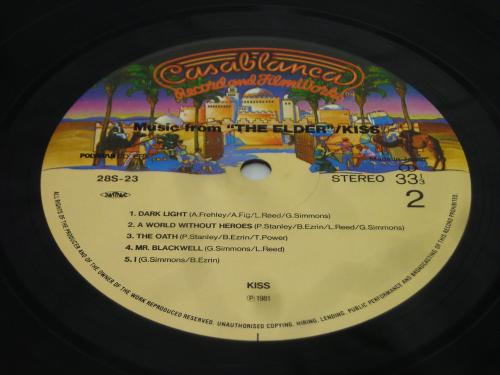 Casablanca
Record and FilmWorks
Music from "THE ELDER"/KISS
28S-23
STEREO 33 1/3
2
1. DARK LIGHT (A.Frehley/A.Fig/L.Reed/G.Simmons)
2. A WORLD WITHOUT HEROES (P.Stanley/B.Ezrin/L.Reed/G.Simmons)
3. THE OATH (P.Stanley/B.Ezrin/T.Power)
4. MR. BLACKWELL (G.Simmons/L.Reed)
5. I (G.Simmons/B.Ezrin)
KISS
Ⓟ1981
ALL RIGHTS OF THE PRODUCER AND OF THE OWNER OF THE WORK REPRODUCED RESERVED. UNAUTHORISED COPYING, HIRING, LENDING, PUBLIC PERFORMANCE AND BROADCASTING OF THIS RECORD PROHIBITED